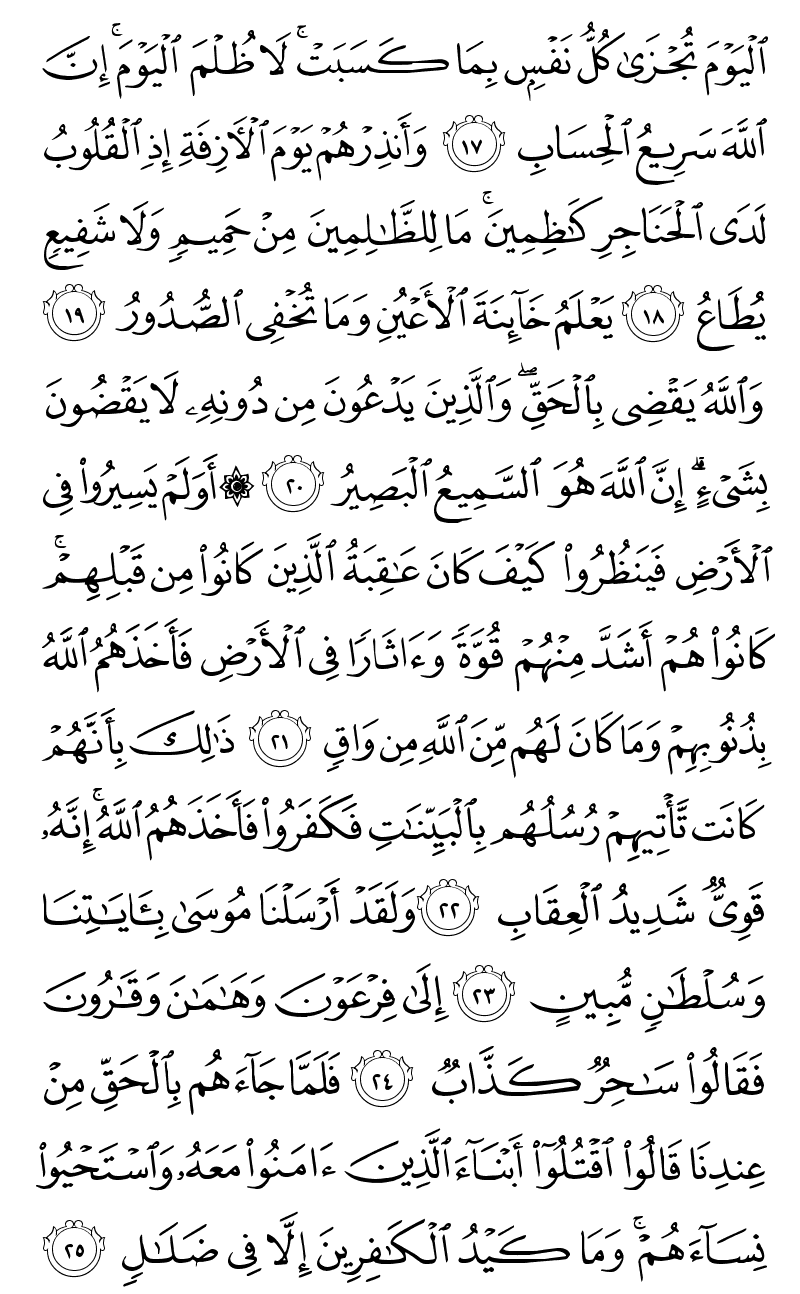 ٱلۡيَوۡمَ تُجۡزَىٰ كُلُّ نَفۡسِۭ بِمَا كَسَبَتۡۚ لَا ظُلۡمَ ٱلۡيَوۡمَۚ إِنَّ
ٱللَّهَ سَرِيعُ ٱلۡحِسَابِ ١٧ وَأَنذِرۡهُمۡ يَوۡمَ ٱلۡأٓزِفَةِ إِذِ ٱلۡقُلُوبُ
لَدَى ٱلۡحَنَاجِرِ كَٰظِمِينَۚ مَا لِلظَّٰلِمِينَ مِنۡ حَمِيمٖ وَلَا شَفِيعٖ
يُطَاعُ ١٨ يَعۡلَمُ خَآئِنَةَ ٱلۡأَعۡيُنِ وَمَا تُخۡفِي ٱلصُّدُورُ ١٩
وَٱللَّهُ يَقۡضِي بِٱلۡحَقِّۖ وَٱلَّذِينَ يَدۡعُونَ مِن دُونِهِۦ لَا يَقۡضُونَ
بِشَيۡءٍۗ إِنَّ ٱللَّهَ هُوَ ٱلسَّمِيعُ ٱلۡبَصِيرُ ٢٠ ۞أَوَلَمۡ يَسِيرُواْ فِي
ٱلۡأَرۡضِ فَيَنظُرُواْ كَيۡفَ كَانَ عَٰقِبَةُ ٱلَّذِينَ كَانُواْ مِن قَبۡلِهِمۡۚ
كَانُواْ هُمۡ أَشَدَّ مِنۡهُمۡ قُوَّةٗ وَءَاثَارٗا فِي ٱلۡأَرۡضِ فَأَخَذَهُمُ ٱللَّهُ
بِذُنُوبِهِمۡ وَمَا كَانَ لَهُم مِّنَ ٱللَّهِ مِن وَاقٖ ٢١ ذَٰلِكَ بِأَنَّهُمۡ
كَانَت تَّأۡتِيهِمۡ رُسُلُهُم بِٱلۡبَيِّنَٰتِ فَكَفَرُواْ فَأَخَذَهُمُ ٱللَّهُۚ إِنَّهُۥ
قَوِيّٞ شَدِيدُ ٱلۡعِقَابِ ٢٢ وَلَقَدۡ أَرۡسَلۡنَا مُوسَىٰ بِـَٔايَٰتِنَا
وَسُلۡطَٰنٖ مُّبِينٍ ٢٣ إِلَىٰ فِرۡعَوۡنَ وَهَٰمَٰنَ وَقَٰرُونَ
فَقَالُواْ سَٰحِرٞ كَذَّابٞ ٢٤ فَلَمَّا جَآءَهُم بِٱلۡحَقِّ مِنۡ
عِندِنَا قَالُواْ ٱقۡتُلُوٓاْ أَبۡنَآءَ ٱلَّذِينَ ءَامَنُواْ مَعَهُۥ وَٱسۡتَحۡيُواْ
نِسَآءَهُمۡۚ وَمَا كَيۡدُ ٱلۡكَٰفِرِينَ إِلَّا فِي ضَلَٰلٖ ٢٥